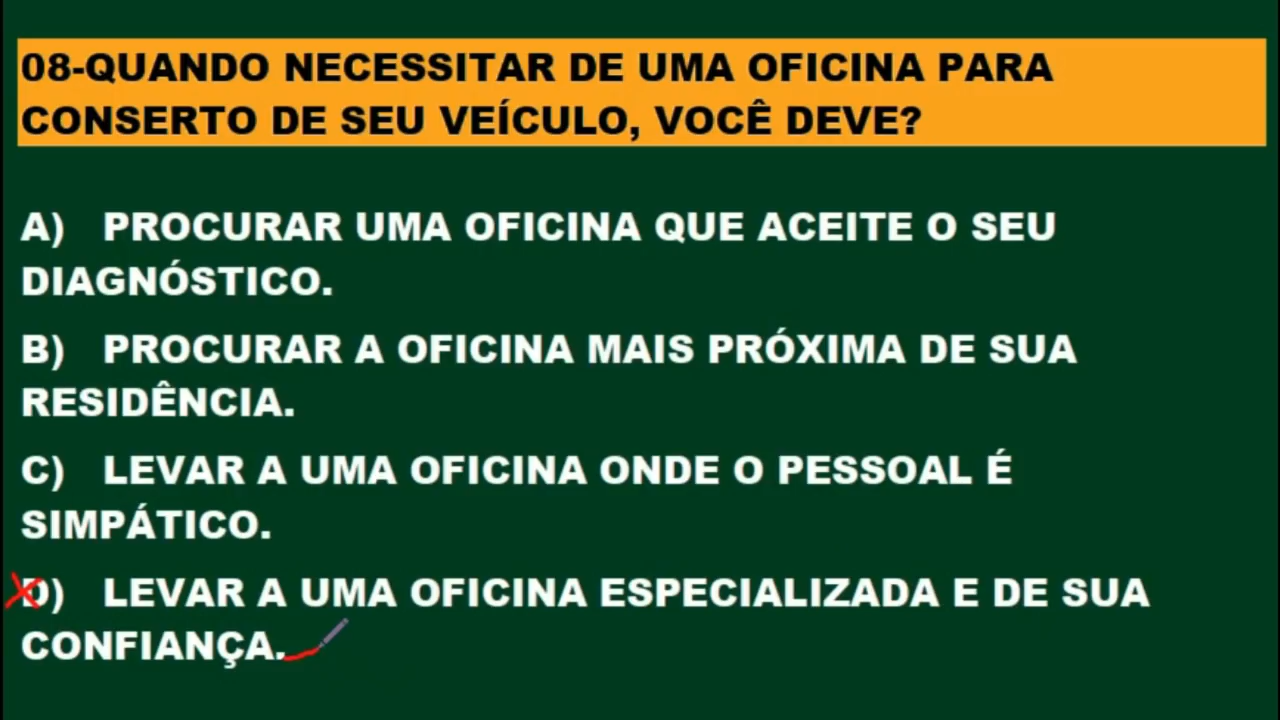 08-QUANDO NECESSITAR DE UMA OFICINA PARA
CONSERTO DE SEU VEÍCULO, VOCÊ DEVE?
A) PROCURAR UMA OFICINA QUE ACEITE O SEU
DIAGNÓSTICO.
B) PROCURAR A OFICINA MAIS PRÓXIMA DE SUA
RESIDÊNCIA.
C) LEVAR A UMA OFICINA ONDE O PESSOAL É
SIMPÁTICO.
D) LEVAR A UMA OFICINA ESPECIALIZADA E DE SUA
CONFIANÇA.